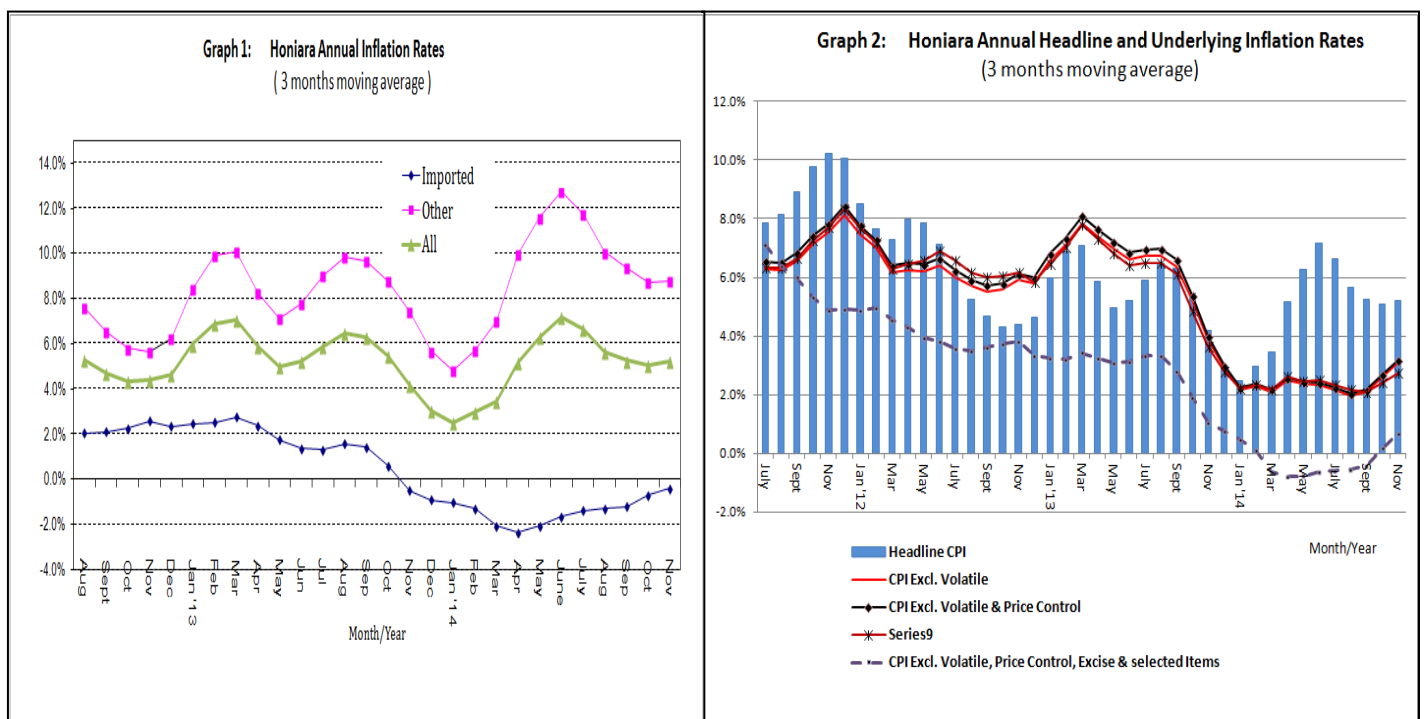 Graph 1: Honiara Annual Inflation Rates
( 3 months moving average )
14.0%
12.0%
10.0%
8.0%
6.0%
4.0%
2.0%
0.0%
-2.0%
-4.0%
Imported
Other
All
Aug
Sept
Oct
Nov
Dec
Jan '13
Feb
Mar
Apr
May
Jun
Jul
Aug
Sep
Oct
Nov
Dec
Jan '14
Feb
Mar
Apr
May
June
July
Aug
Sep
Oct
Nov
Month/Year
Graph 2: Honiara Annual Headline and Underlying Inflation Rates
(3 months moving average)
12.0%
10.0%
8.0%
6.0%
4.0%
2.0%
0.0%
-2.0%
July
Sept
Nov
Jan '12
Mar
May
July
Sept
Nov
Jan '13
Mar
May
July
Sept
Nov
Jan '14
Mar
May
July
Sept
Nov
Month/Year
Headline CPI
CPI Excl. Volatile
CPI Excl. Volatile & Price Control
Series9
CPI Excl. Volatile, Price Control, Excise & selected Items